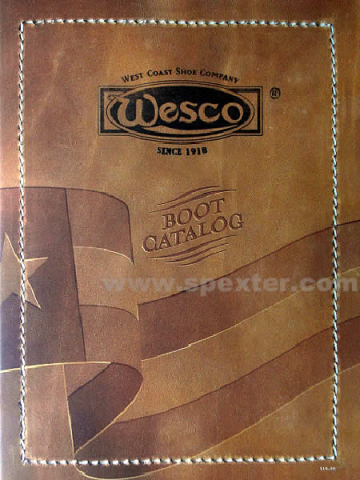 WEST COAST SHOE COMPANY
Wesco ®
SINCE 1918
BOOT
CATALOG
www.spexter.com